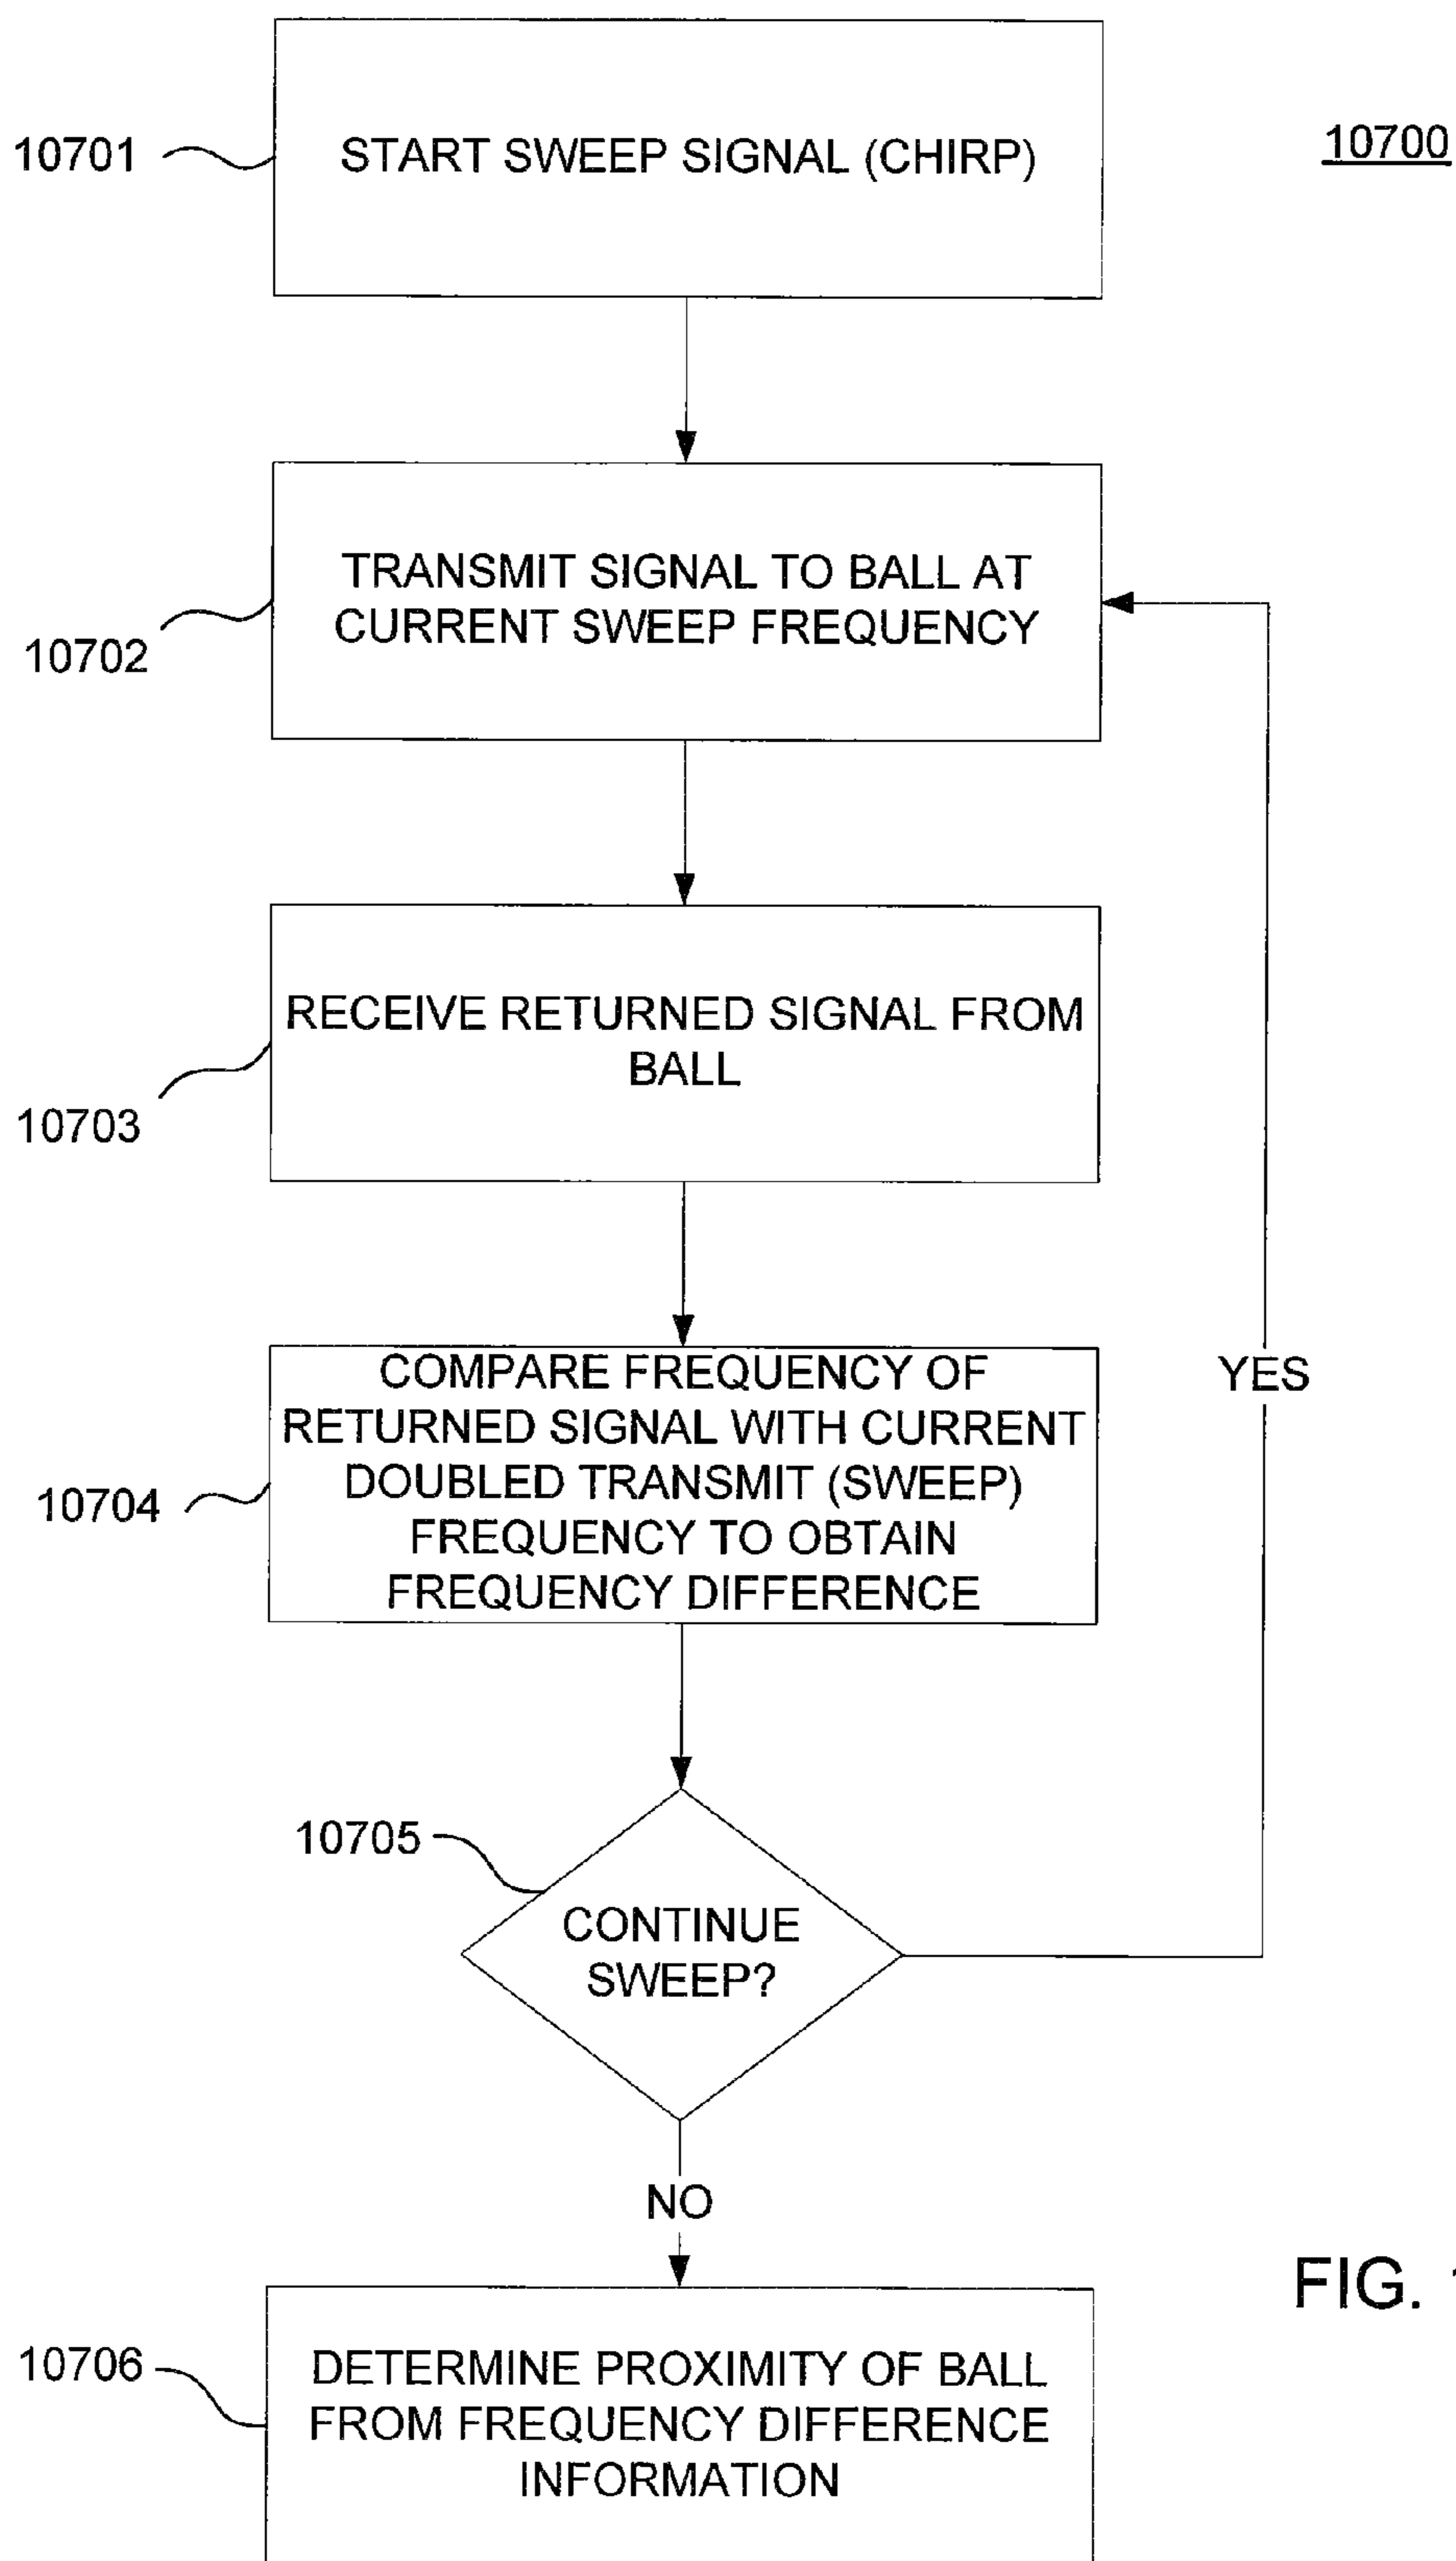 10700
10701
START SWEEP SIGNAL (CHIRP)
10702
TRANSMIT SIGNAL TO BALL AT
CURRENT SWEEP FREQUENCY
10703
RECEIVE RETURNED SIGNAL FROM
BALL
10704
COMPARE FREQUENCY OF
RETURNED SIGNAL WITH CURRENT
DOUBLED TRANSMIT (SWEEP)
FREQUENCY TO OBTAIN
FREQUENCY DIFFERENCE
YES
10705
CONTINUE
SWEEP?
NO
FIG.
10706
DETERMINE PROXIMITY OF BALL
FROM FREQUENCY DIFFERENCE
INFORMATION